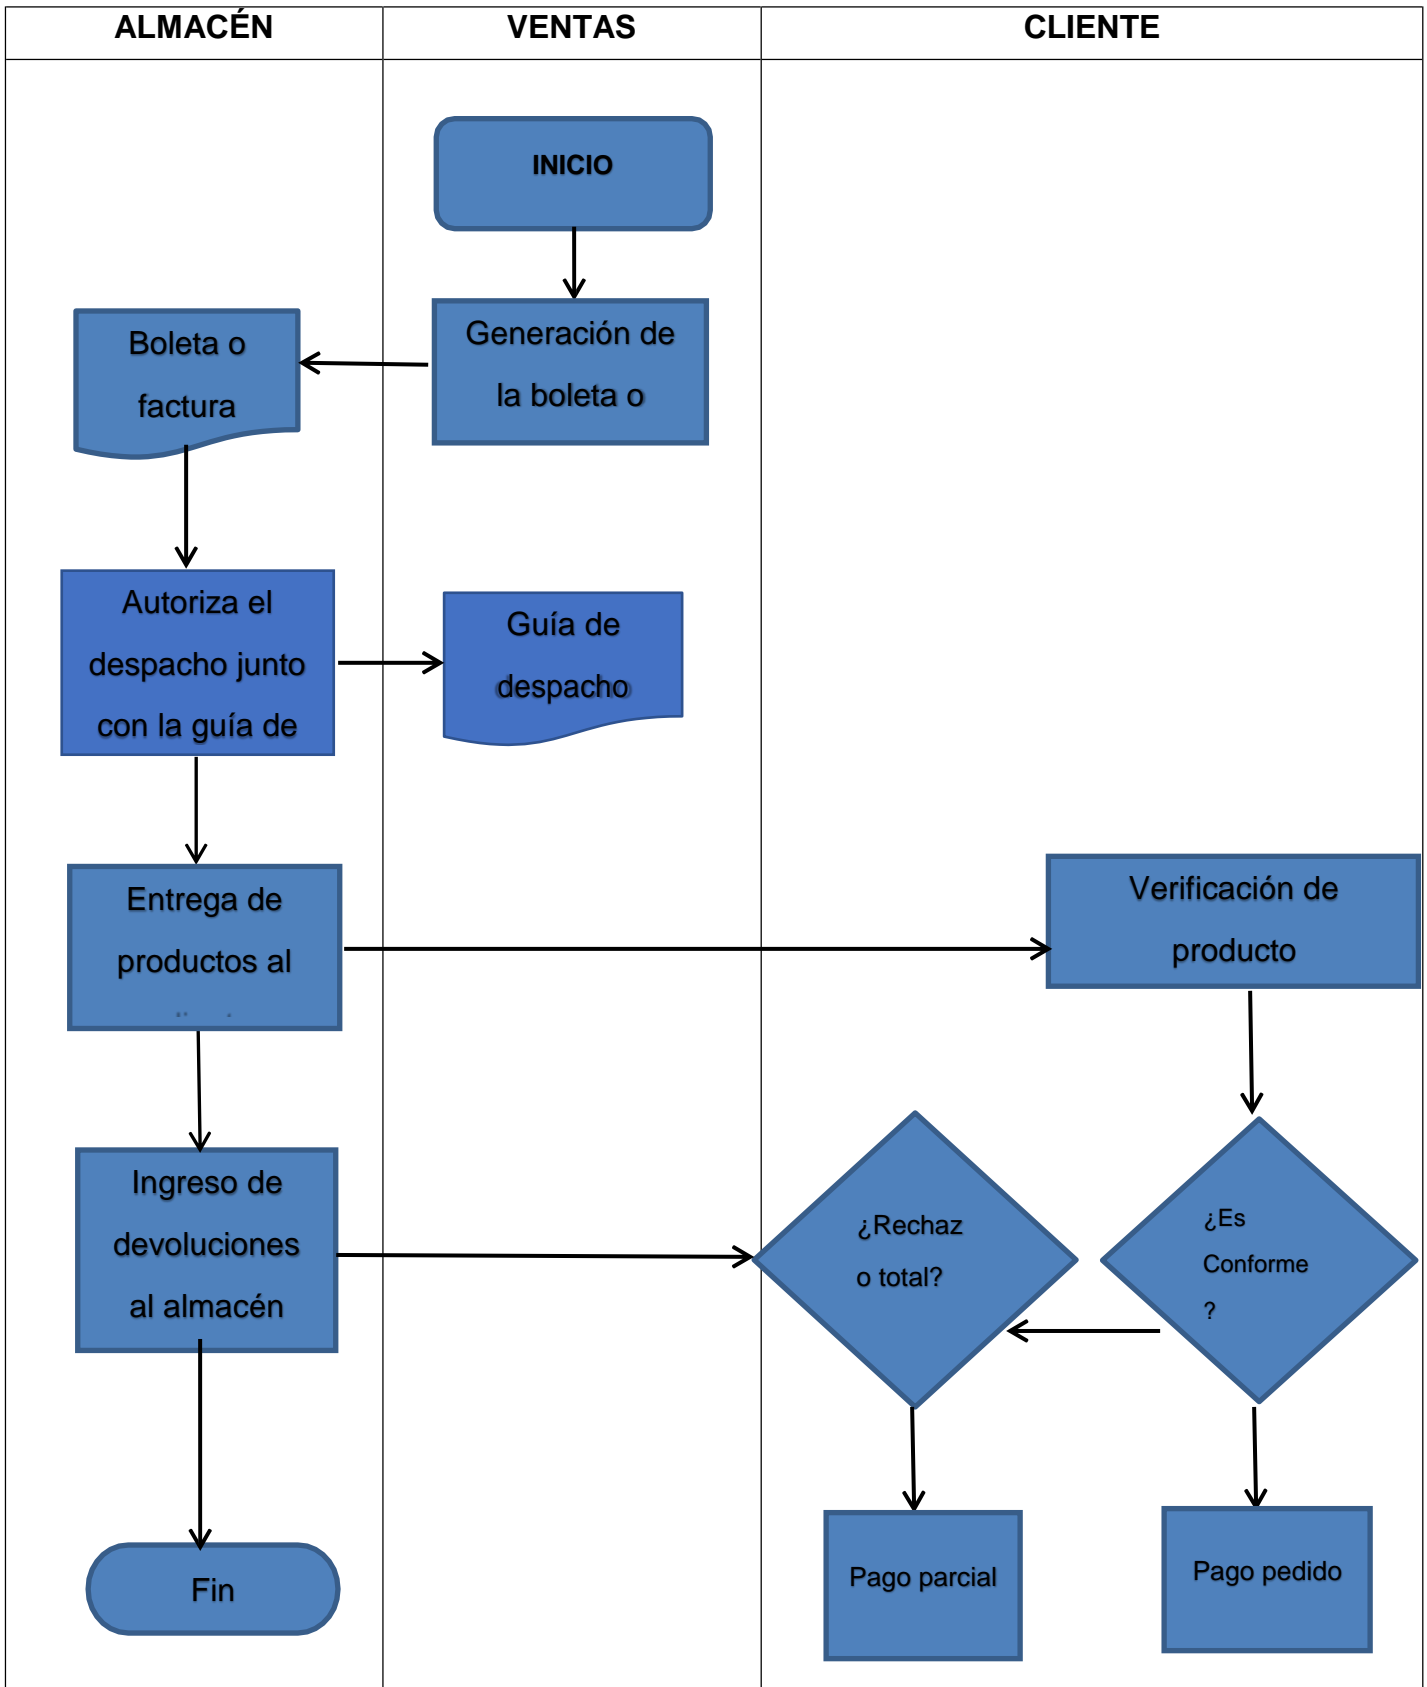 ALMACÉN
VENTAS
CLIENTE
INICIO
Boleta o
factura
Generación de
la boleta o
Autoriza el
despacho junto
con la guía de
Guía de
despacho
Entrega de
productos al
Verificación de
producto
Ingreso de
devoluciones
al almacén
¿Rechaz
o total?
¿Es
Conforme
?
Fin
Pago parcial
Pago pedido